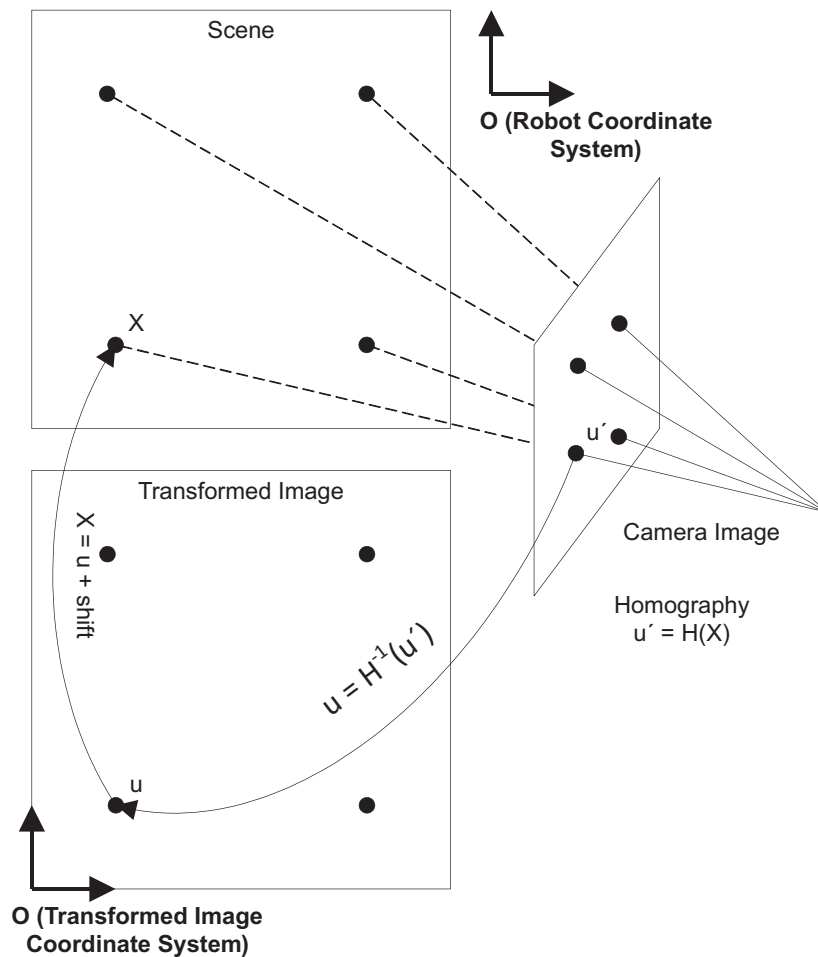 Scene
O (Robot Coordinate
System)
X
u´
Transformed Image
X = u + shift
Camera Image
Homography
u´ = H(X)
u = H⁻¹(u´)
u
O (Transformed Image
Coordinate System)